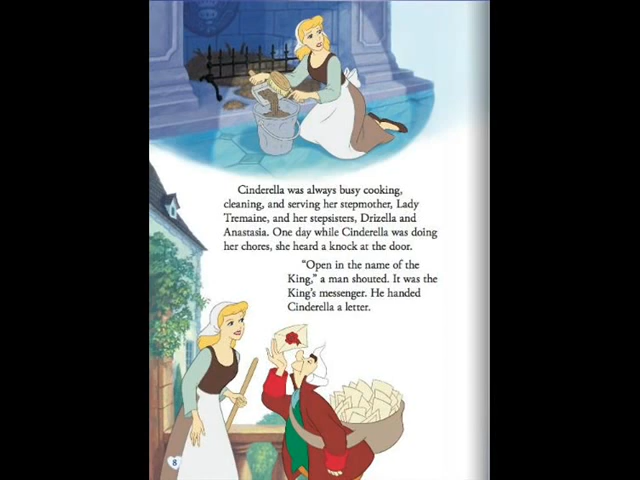 Cinderella was always busy cooking,
cleaning, and serving her stepmother, Lady
Tremaine, and her stepsisters, Drizella and
Anastasia. One day while Cinderella was doing
her chores, she heard a knock at the door.
"Open in the name of the
King," a man shouted. It was the
King's messenger. He handed
Cinderella a letter.
8